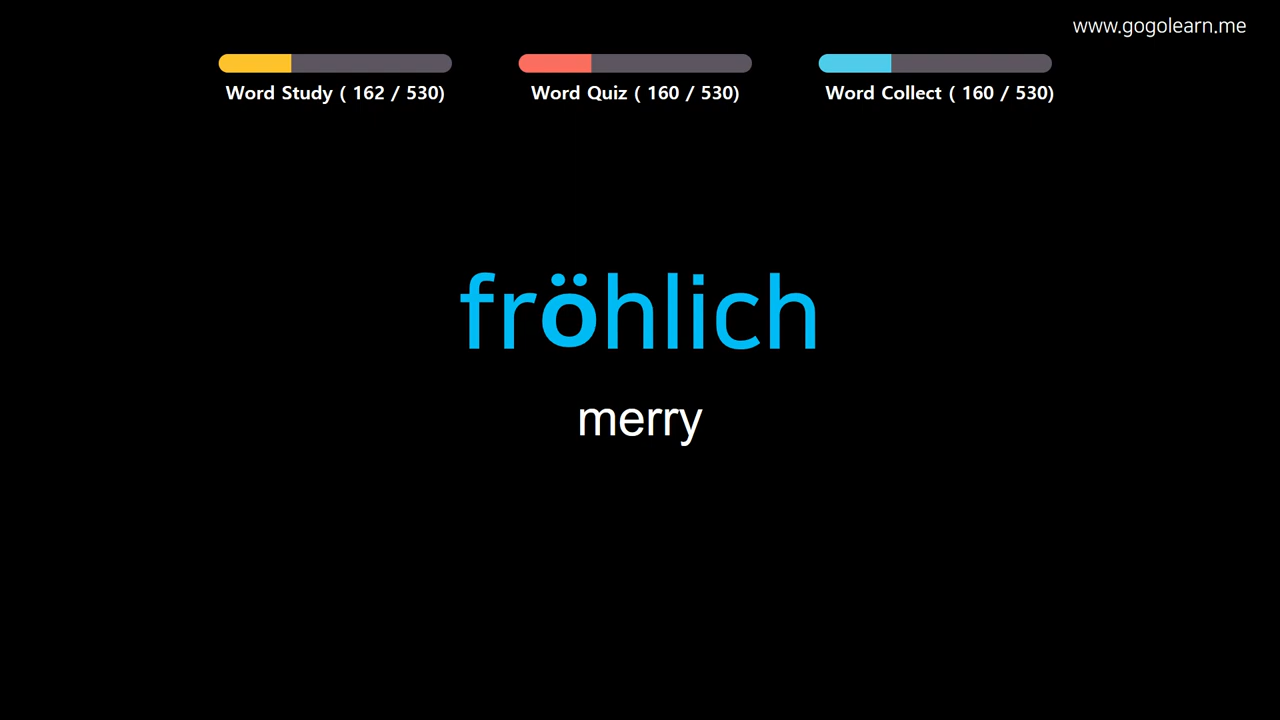 www.gogolearn.me
Word Study ( 162 / 530)
Word Quiz ( 160 / 530)
Word Collect ( 160 / 530)
fröhlich
merry